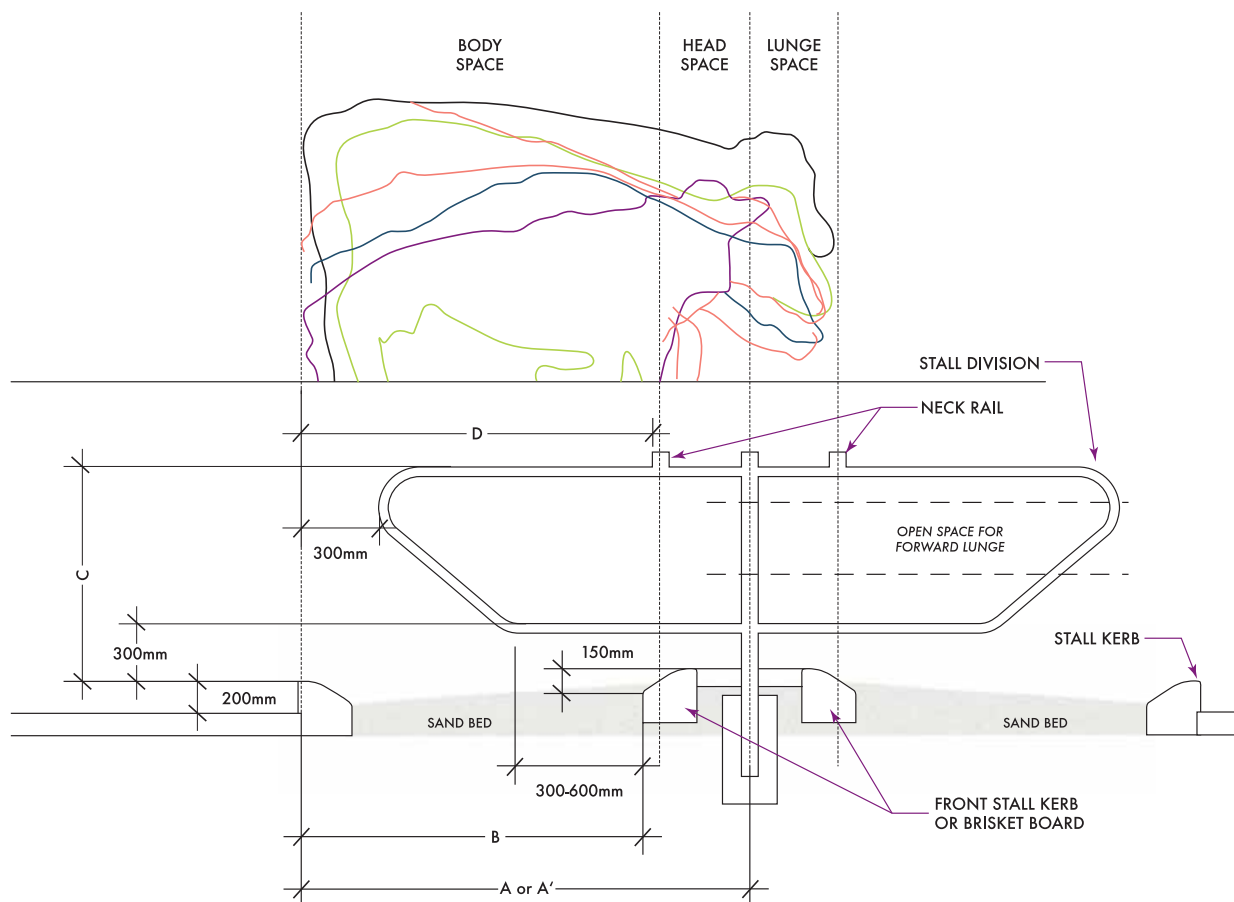 BODY
SPACE
HEAD
SPACE
LUNGE
SPACE
STALL DIVISION
NECK RAIL
D
OPEN SPACE FOR
FORWARD LUNGE
300mm
C
STALL KERB
300mm
150mm
200mm
SAND BED
SAND BED
300-600mm
FRONT STALL KERB
OR BRISKET BOARD
B
A or A'